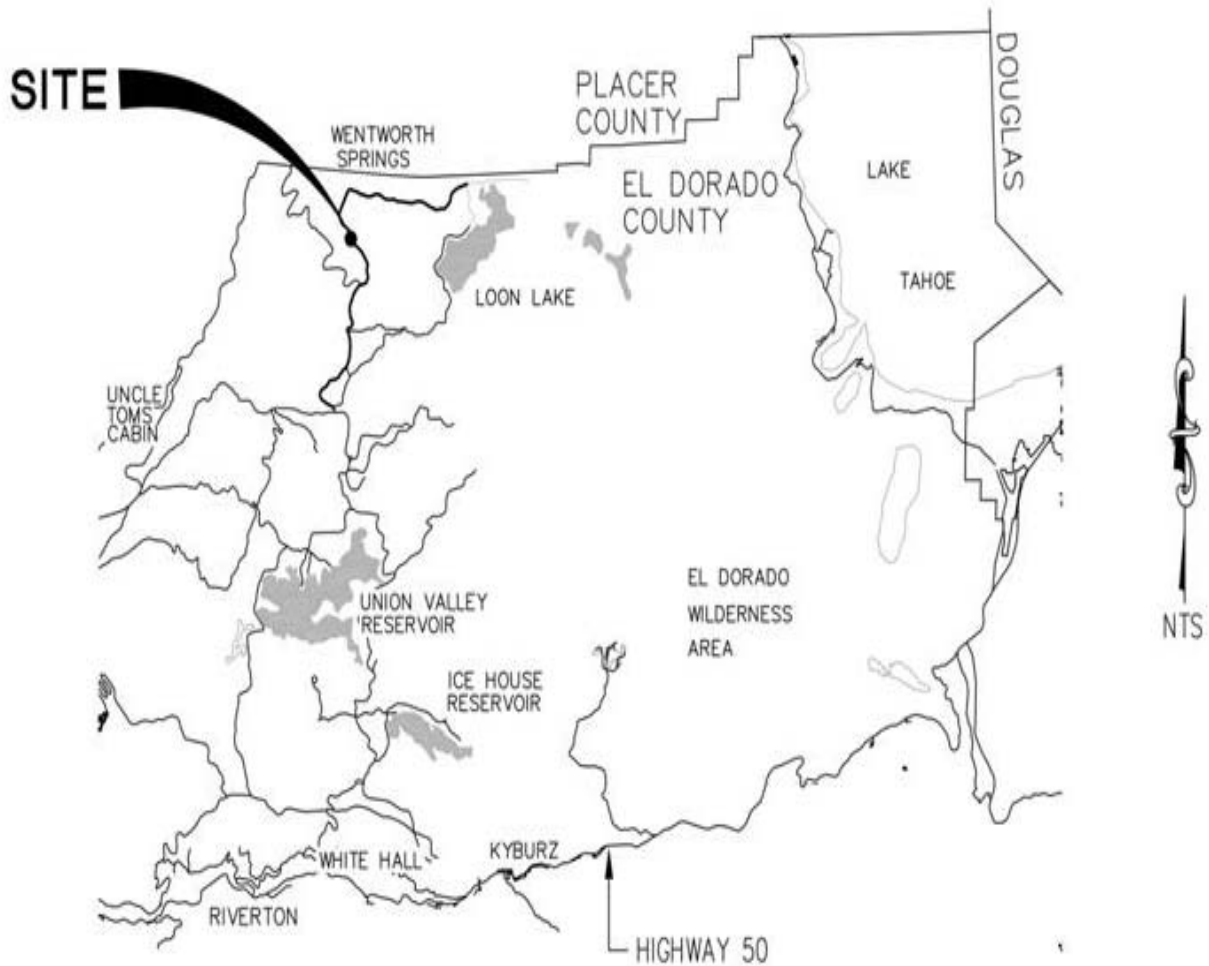 SITE
PLACER
COUNTY
DOUGLAS
WENTWORTH
SPRINGS
EL DORADO
COUNTY
LAKE
TAHOE
LOON LAKE
UNCLE
TOMS
CABIN
UNION VALLEY
RESERVOIR
EL DORADO
WILDERNESS
AREA
NTS
ICE HOUSE
RESERVOIR
KYBURZ
WHITE HALL
RIVERTON
HIGHWAY 50